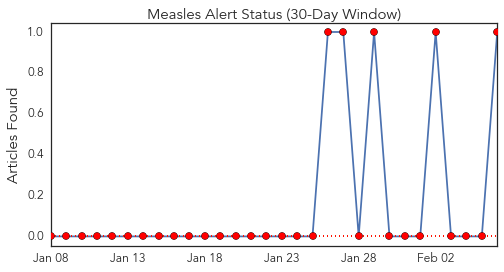 Measles Alert Status (30-Day Window)
Articles Found
1.0
0.8
0.6
0.4
0.2
0.0
Jan 08 Jan 13 Jan 18 Jan 23 Jan 28 Feb 02